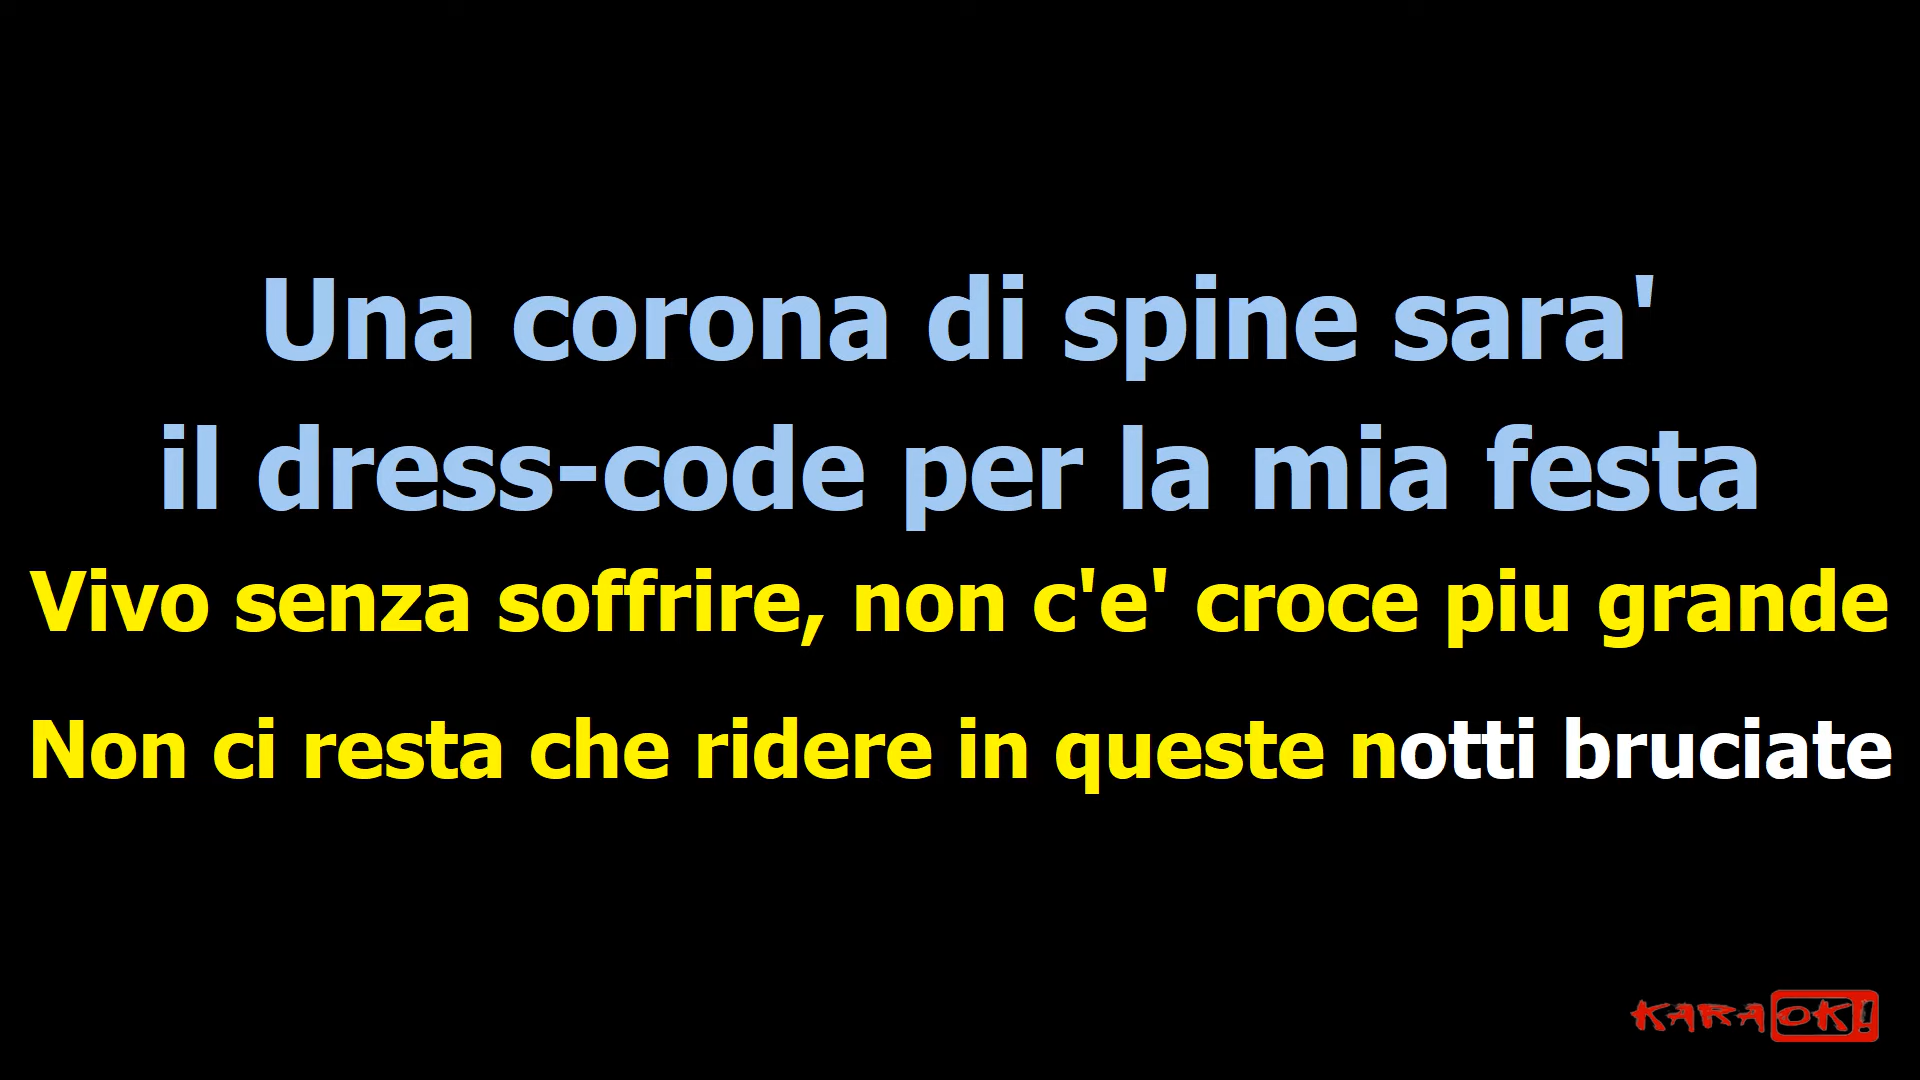 Una corona di spine sara'
il dress-code per la mia festa
Vivo senza soffrire, non c'e' croce piu grande
Non ci resta che ridere in queste notti bruciate
KARAOK!